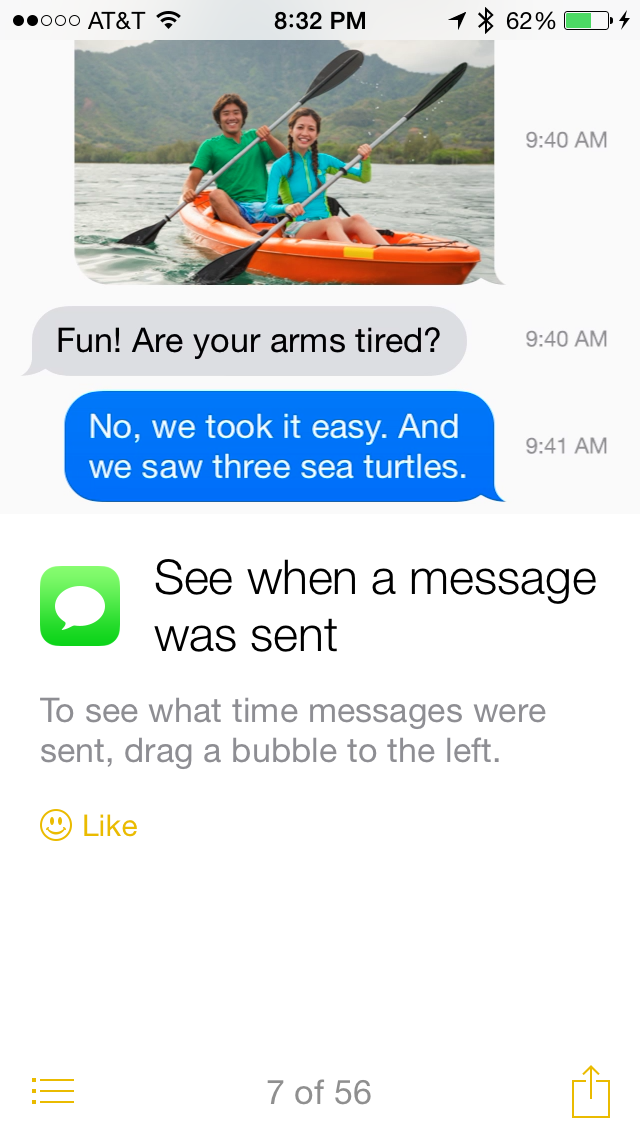 AT&T 8:32 PM 62%
9:40 AM
Fun! Are your arms tired? 9:40 AM
No, we took it easy. And
we saw three sea turtles.
9:41 AM
See when a message
was sent
To see what time messages were
sent, drag a bubble to the left.
Like
7 of 56